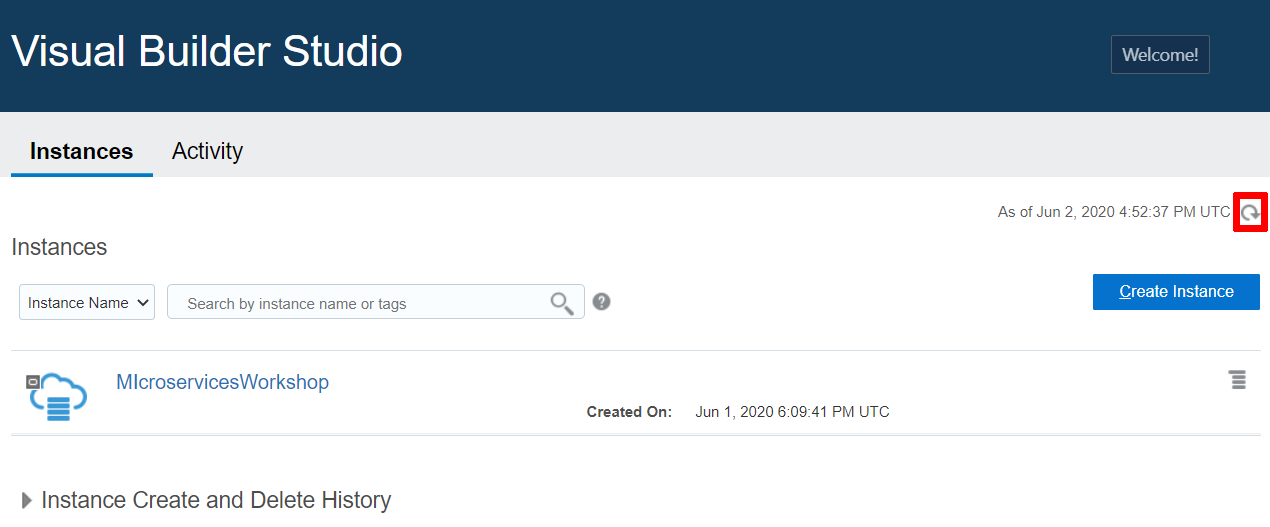 Visual Builder Studio
Welcome!
Instances
Activity
As of Jun 2, 2020 4:52:37 PM UTC
Instances
Instance Name
Search by instance name or tags
?
Create Instance
MIcroservicesWorkshop
Created On: Jun 1, 2020 6:09:41 PM UTC
Instance Create and Delete History